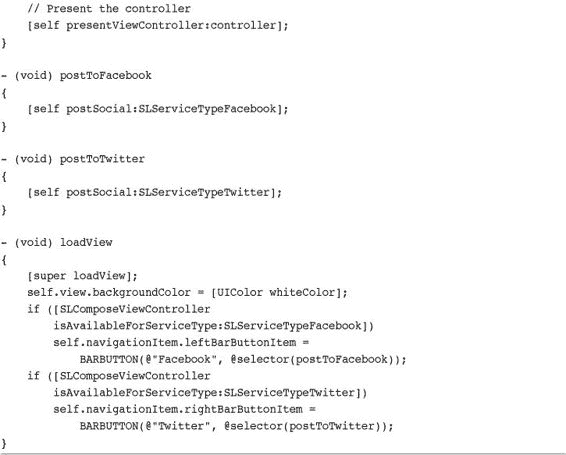 // Present the controller
    [self presentViewController:controller];
}

- (void) postToFacebook
{
    [self postSocial:SLServiceTypeFacebook];
}

- (void) postToTwitter
{
    [self postSocial:SLServiceTypeTwitter];
}

- (void) loadView
{
    [super loadView];
    self.view.backgroundColor = [UIColor whiteColor];
    if ([SLComposeViewController
        isAvailableForServiceType:SLServiceTypeFacebook])
        self.navigationItem.leftBarButtonItem =
            BARBUTTON(@"Facebook", @selector(postToFacebook));
    if ([SLComposeViewController
        isAvailableForServiceType:SLServiceTypeTwitter])
        self.navigationItem.rightBarButtonItem =
            BARBUTTON(@"Twitter", @selector(postToTwitter));
}